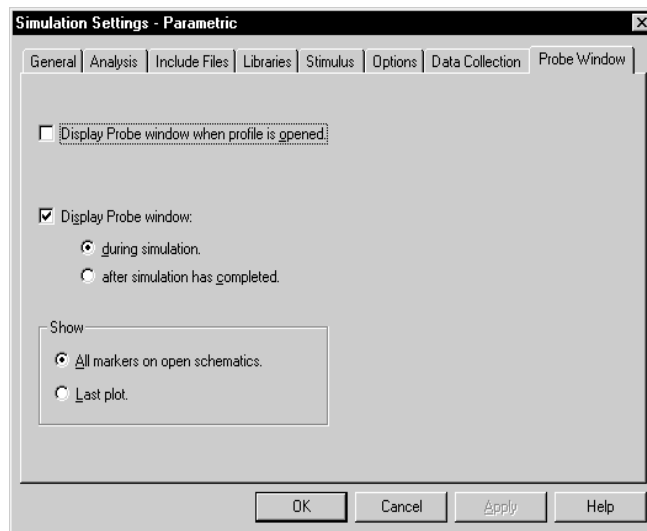 Simulation Settings - Parametric
General Analysis Include Files Libraries Stimulus Options Data Collection Probe Window
Display Probe window when profile is opened.
Display Probe window:
during simulation.
after simulation has completed.
Show
All markers on open schematics.
Last plot.
OK Cancel Apply Help